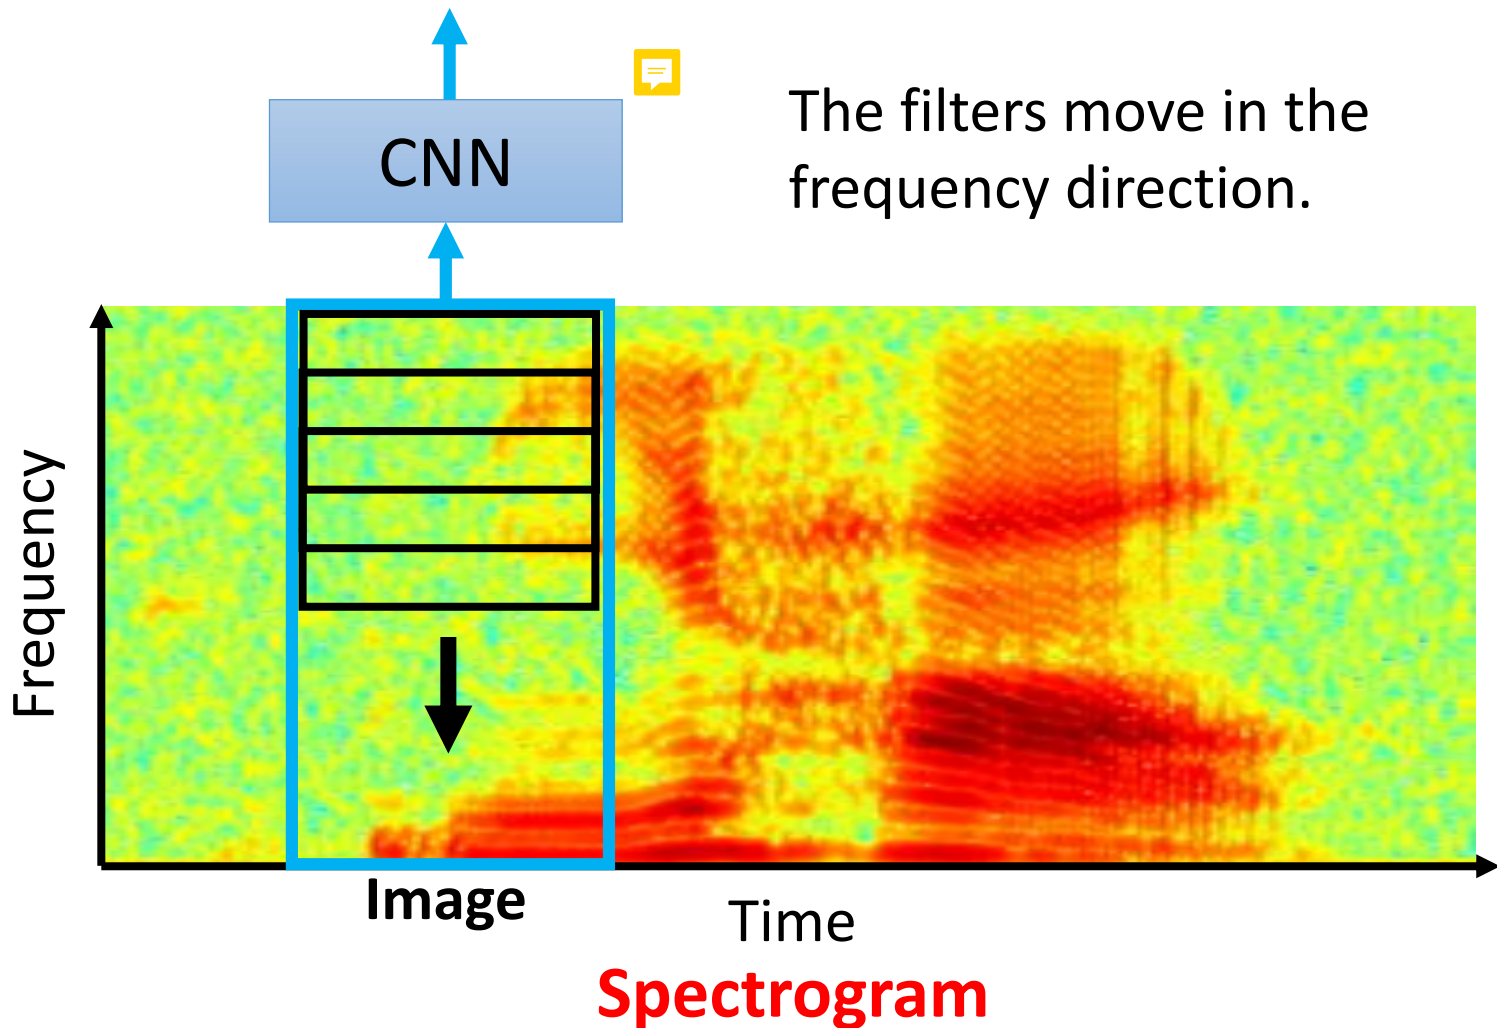 CNN
The filters move in the
frequency direction.
Frequency
Image
Time
Spectrogram